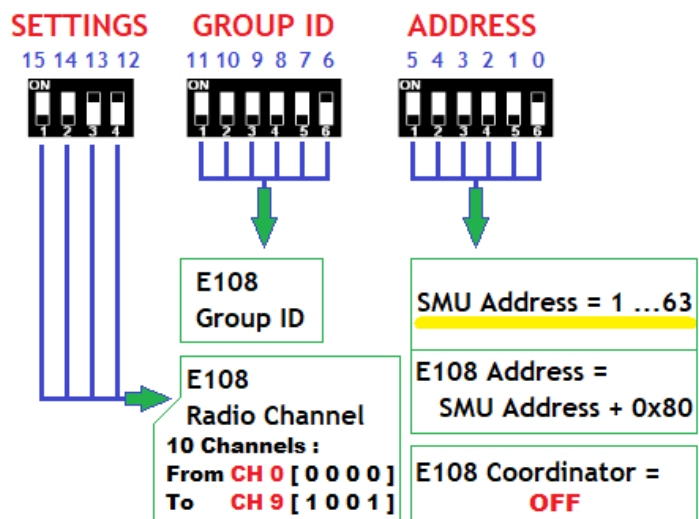 SETTINGS GROUP ID ADDRESS
15 14 13 12 11 10 9 8 7 6 5 4 3 2 1 0
ON ON ON
1 2 3 4 1 2 3 4 5 6 1 2 3 4 5 6
E108
Group ID
SMU Address = 1 ...63
E108 Address =
SMU Address + 0x80
E108
Radio Channel
10 Channels :
From CH 0 [ 0 0 0 0 ]
To CH 9 [ 1 0 0 1 ]
E108 Coordinator =
OFF